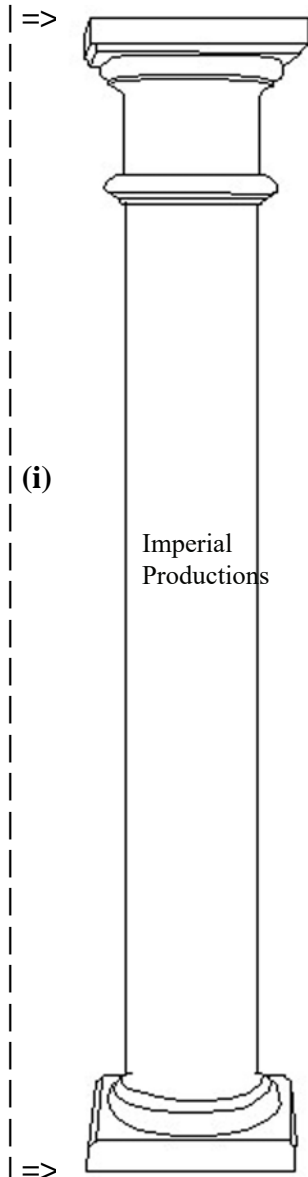 =>
(i)
Imperial
Productions
=>